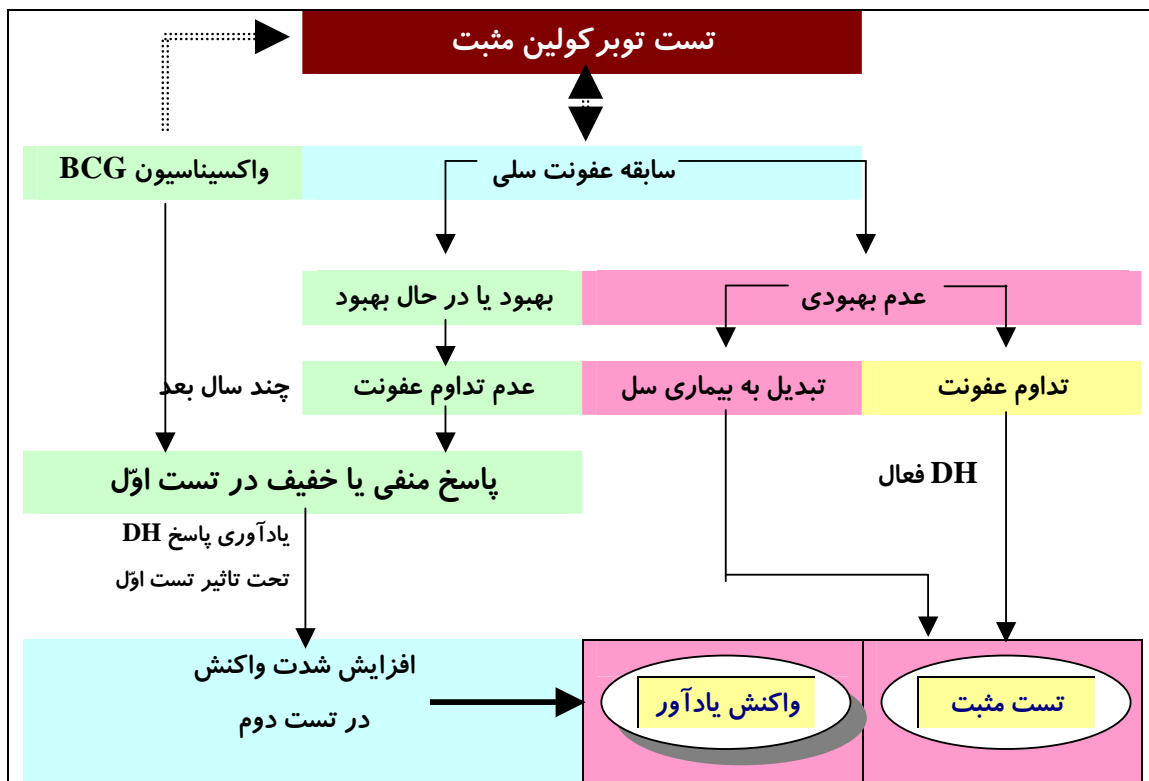 تست توبرکولین مثبت
سابقه عفونت سلی
واکسیناسیون BCG
عدم بهبودی
بهبود یا در حال بهبود
تداوم عفونت
تبدیل به بیماری سل
عدم تداوم عفونت
چند سال بعد
DH فعال
پاسخ منفی یا خفیف در تست اوّل
یادآوری پاسخ DH
تحت تاثیر تست اوّل
افزایش شدت واکنش
در تست دوم
واکنش یادآور
تست مثبت